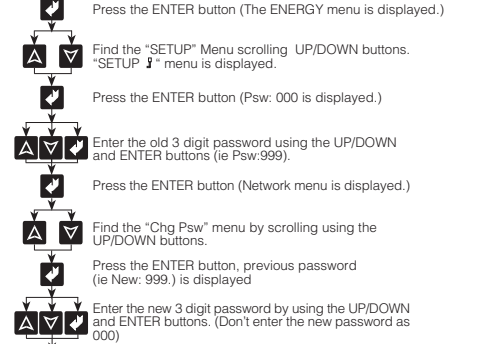 Press the ENTER button (The ENERGY menu is displayed.)
Find the “SETUP” Menu scrolling UP/DOWN buttons.
“SETUP “ menu is displayed.
Press the ENTER button (Psw: 000 is displayed.)
Enter the old 3 digit password using the UP/DOWN
and ENTER buttons (ie Psw:999).
Press the ENTER button (Network menu is displayed.)
Find the “Chg Psw” menu by scrolling using the
UP/DOWN buttons.
Press the ENTER button, previous password
(ie New: 999.) is displayed
Enter the new 3 digit password by using the UP/DOWN
and ENTER buttons. (Don’t enter the new password as
000)